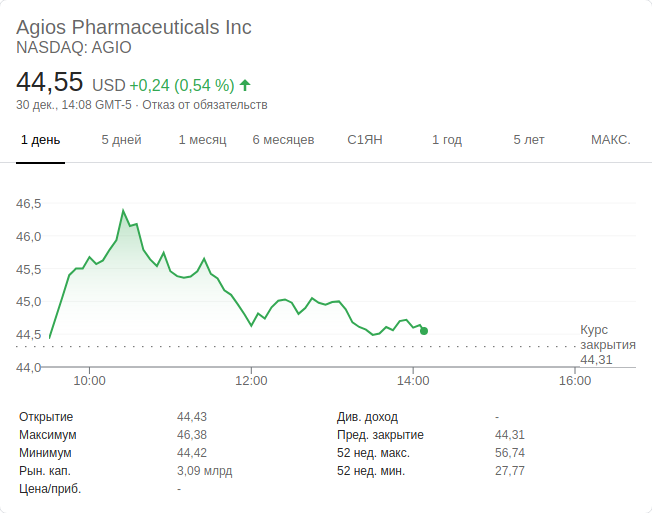 Agios Pharmaceuticals Inc
NASDAQ: AGIO
44,55 USD +0,24 (0,54 %)
30 дек., 14:08 GMT-5 · Отказ от обязательств
1 день 5 дней 1 месяц 6 месяцев С1ЯН 1 год 5 лет МАКС.
46,5
46,0
45,5
45,0
44,5
44,0
Курс
закрытия
44,31
10:00 12:00 14:00 16:00
Открытие 44,43 Див. доход -
Максимум 46,38 Пред. закрытие 44,31
Минимум 44,42 52 нед. макс. 56,74
Рын. кап. 3,09 млрд 52 нед. мин. 27,77
Цена/приб. -